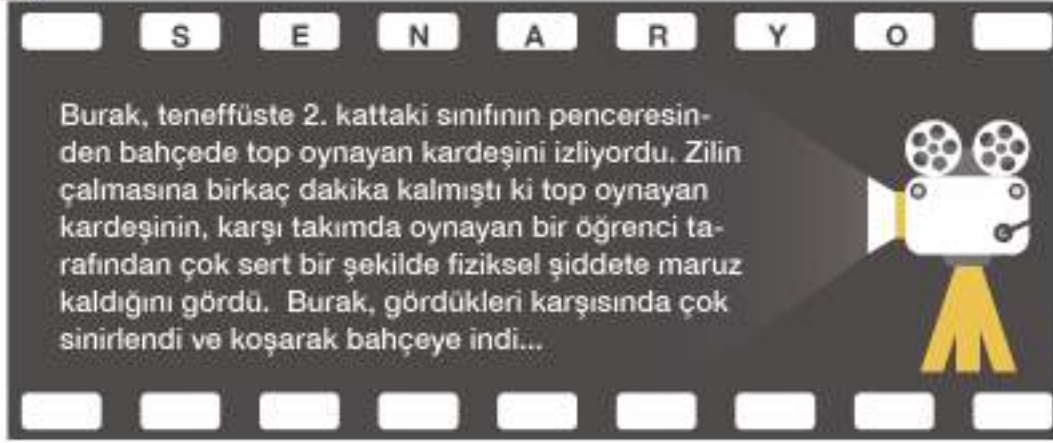 S E N A R Y O
Burak, teneffüste 2. kattaki sınıfının penceresin-
den bahçede top oynayan kardeşini izliyordu. Zilin
çalmasına birkaç dakika kalmıştı ki top oynayan
kardeşinin, karşı takımda oynayan bir öğrenci ta-
rafından çok sert bir şekilde fiziksel şiddete maruz
kaldığını gördü. Burak, gördükleri karşısında çok
sinirlendi ve koşarak bahçeye indi...